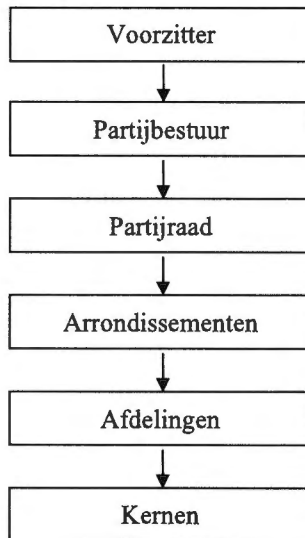 Voorzitter
Partijbestuur
Partijraad
Arrondissementen
Afdelingen
Kernen